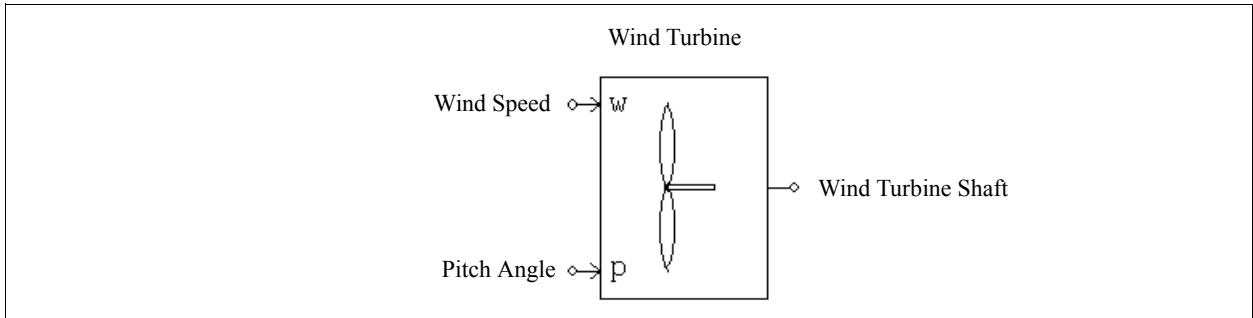 Wind Turbine
Wind Speed
w
Wind Turbine Shaft
Pitch Angle
p